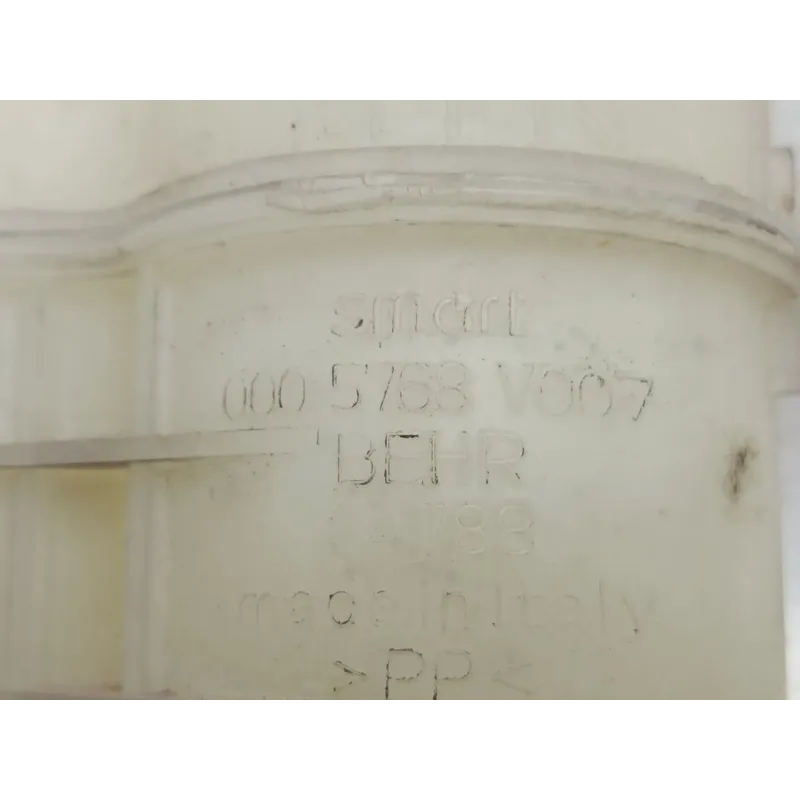 smart
000 5768 V007
BEHR
made in Italy
>PP<